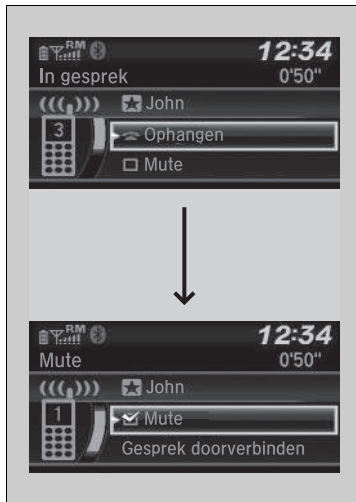 RM 12:34
In gesprek 0'50"
John
3
Ophangen
Mute
RM 12:34
Mute 0'50"
John
1
Mute
Gesprek doorverbinden